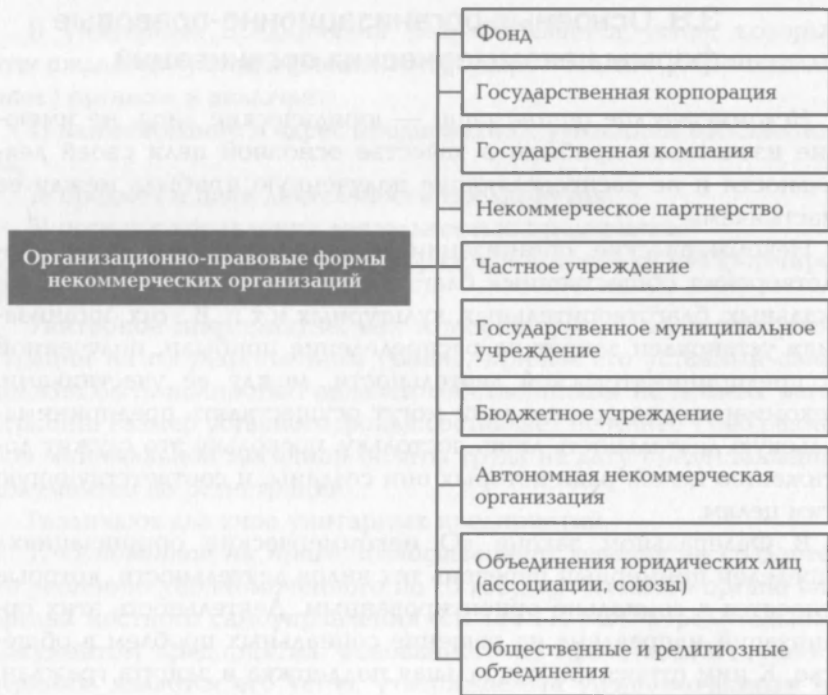 Организационно-правовые формы
некоммерческих организаций
Фонд
Государственная корпорация
Государственная компания
Некоммерческое партнерство
Частное учреждение
Государственное муниципальное
учреждение
Бюджетное учреждение
Автономная некоммерческая
организация
Объединения юридических лиц
(ассоциации, союзы)
Общественные и религиозные
объединения